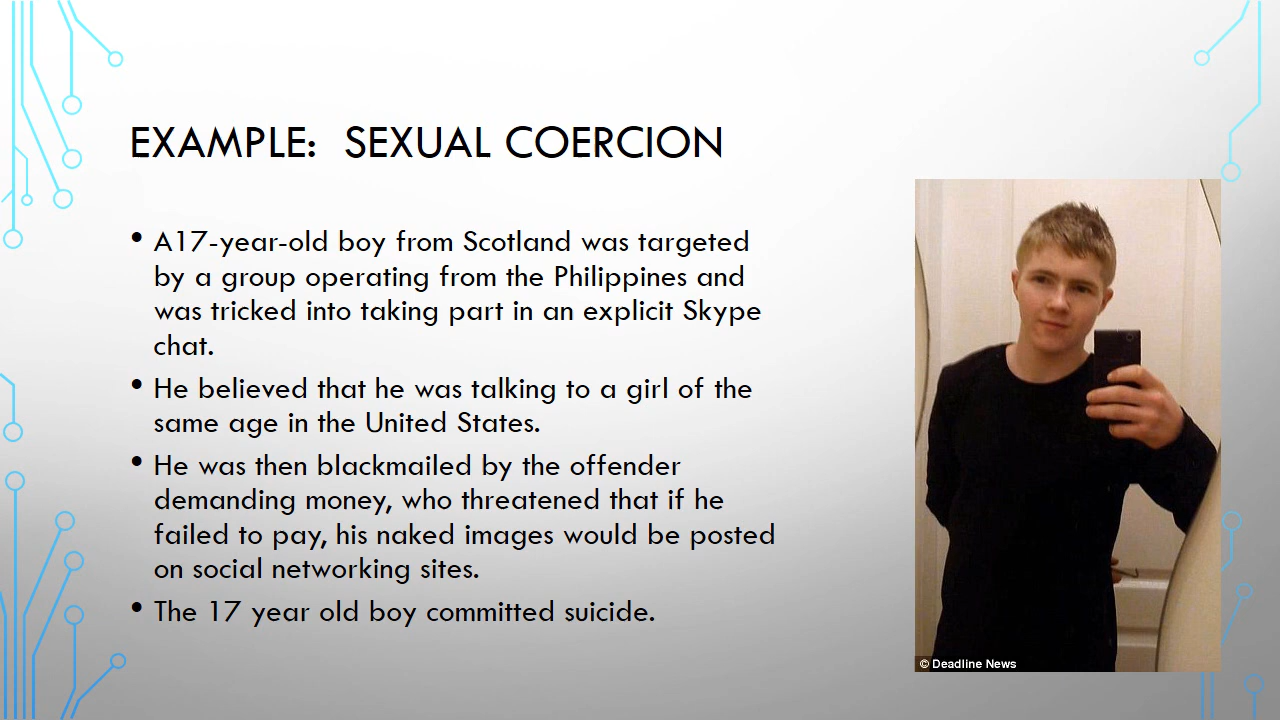 EXAMPLE: SEXUAL COERCION
• A17-year-old boy from Scotland was targeted
by a group operating from the Philippines and
was tricked into taking part in an explicit Skype
chat.
• He believed that he was talking to a girl of the
same age in the United States.
• He was then blackmailed by the offender
demanding money, who threatened that if he
failed to pay, his naked images would be posted
on social networking sites.
• The 17 year old boy committed suicide.
© Deadline News